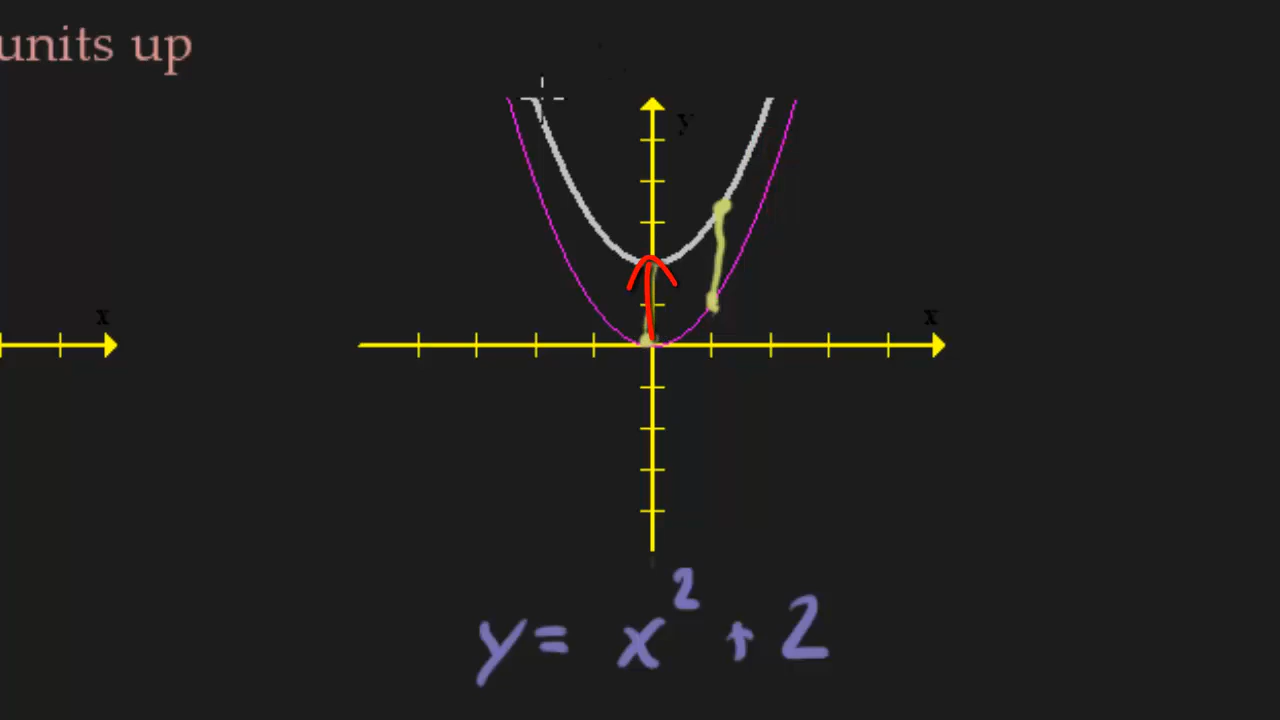 units up
y
x
x
y = x² + 2